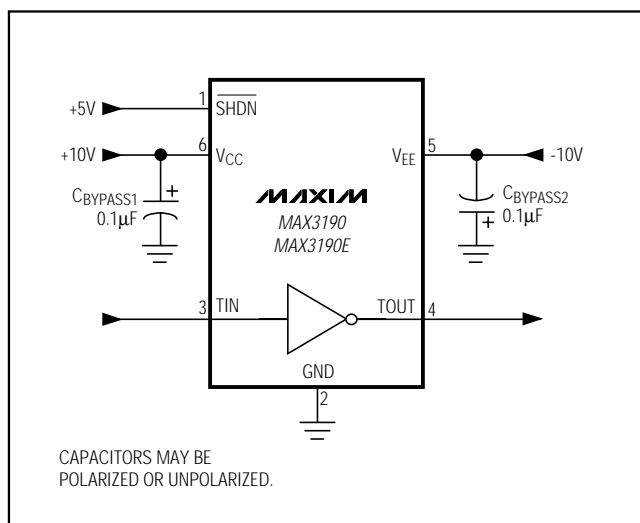 +5V
1
SHDN
+10V
6
VCC
5
VEE
-10V
CBYPASS1
0.1µF
+
MAXIM
MAX3190
MAX3190E
CBYPASS2
0.1µF
+
3
TIN
TOUT
4
GND
2
CAPACITORS MAY BE
POLARIZED OR UNPOLARIZED.